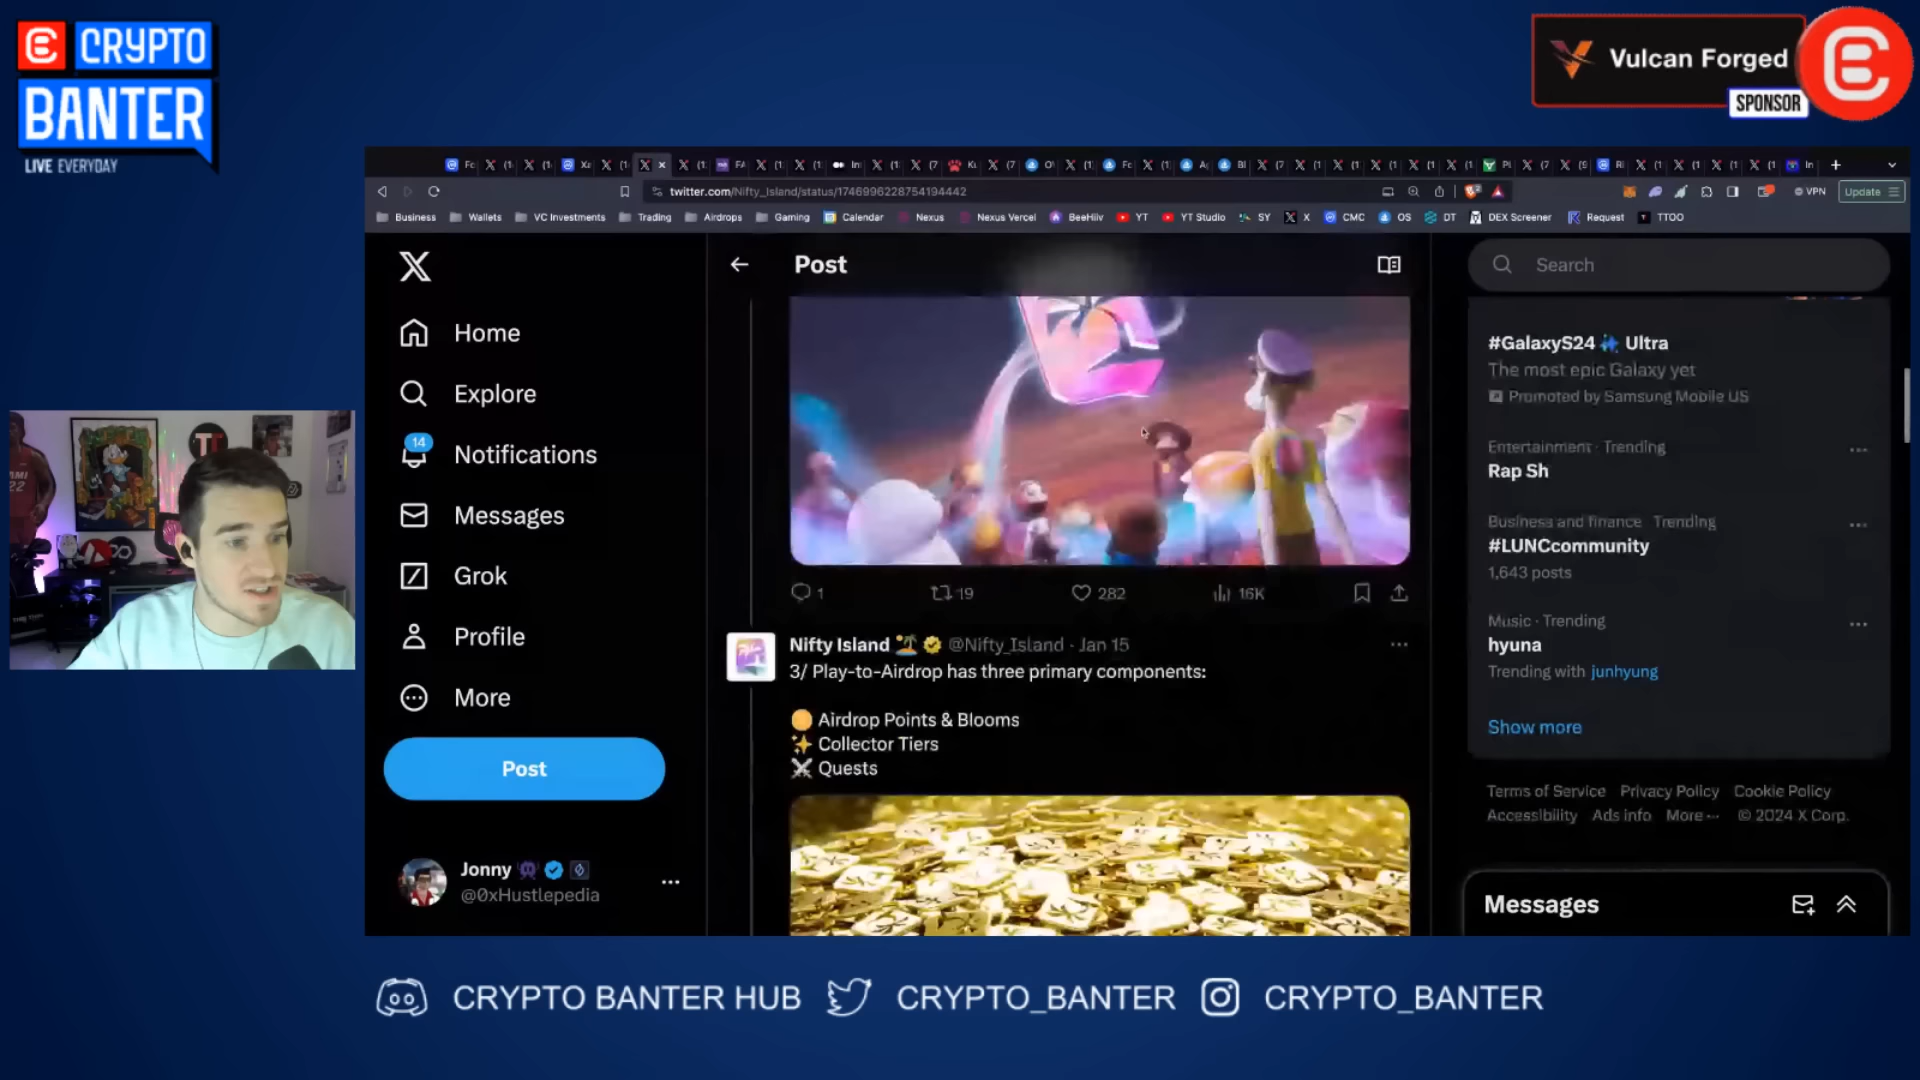 CRYPTO
BANTER
LIVE EVERYDAY
Vulcan Forged
SPONSOR
twitter.com/Nifty_Island/status/1746996228754194442
VPN
Update
Business
Wallets
VC Investments
Trading
Airdrops
Gaming
Calendar
Nexus
Nexus Vercel
BeeHiiv
YT
YT Studio
SY
X
CMC
OS
DT
DEX Screener
Request
TTOO
Home
Explore
14
Notifications
Messages
Grok
Profile
More
Post
Jonny
@0xHustlepedia
Post
1
19
282
16K
Nifty Island @Nifty_Island · Jan 15
3/ Play-to-Airdrop has three primary components:
Airdrop Points & Blooms
Collector Tiers
Quests
Search
#GalaxyS24 Ultra
The most epic Galaxy yet
Promoted by Samsung Mobile US
Entertainment · Trending
Rap Sh
Business and finance · Trending
#LUNCcommunity
1,643 posts
Music · Trending
hyuna
Trending with junhyung
Show more
Terms of Service Privacy Policy Cookie Policy
Accessibility Ads info More ··· © 2024 X Corp.
Messages
CRYPTO BANTER HUB
CRYPTO_BANTER
CRYPTO_BANTER